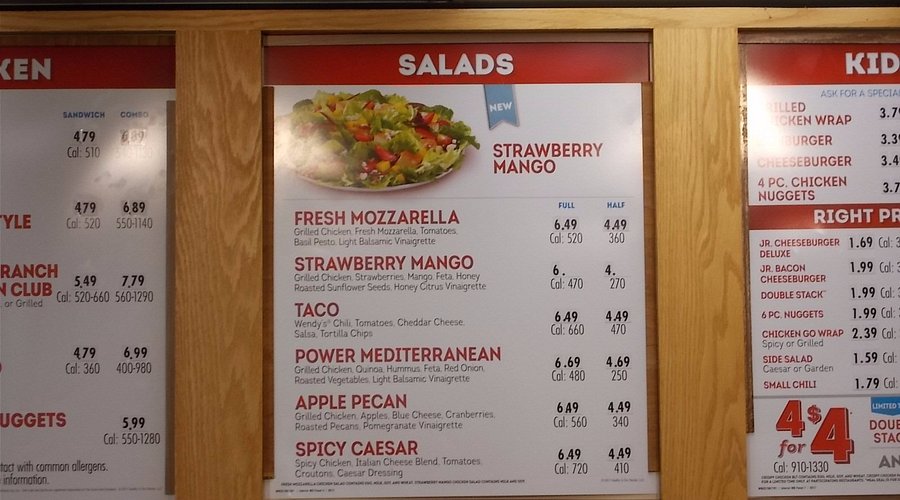 KEN
SANDWICH COMBO
4.79
Cal: 510
4.79 6.89
Cal: 520 550-1140
TYLE
RANCH
N CLUB
, or Grilled
5.49 7.79
Cal: 520-660 560-1290
4.79 6.99
Cal: 360 400-980
NUGGETS
5.99
Cal: 550-1280
tact with common allergens.
information.
SALADS
NEW
STRAWBERRY
MANGO
FULL HALF
FRESH MOZZARELLA
Grilled Chicken, Fresh Mozzarella, Tomatoes,
Basil Pesto, Light Balsamic Vinaigrette
6.49 4.49
Cal: 520 360
STRAWBERRY MANGO
Grilled Chicken, Strawberries, Mango, Feta, Honey
Roasted Sunflower Seeds, Honey Citrus Vinaigrette
6. 4.
Cal: 470 270
TACO
Wendy's® Chili, Tomatoes, Cheddar Cheese,
Salsa, Tortilla Chips
6.49 4.49
Cal: 660 470
POWER MEDITERRANEAN
Grilled Chicken, Quinoa, Hummus, Feta, Red Onion,
Roasted Vegetables, Light Balsamic Vinaigrette
6.69 4.69
Cal: 480 250
APPLE PECAN
Grilled Chicken, Apples, Blue Cheese, Cranberries,
Roasted Pecans, Pomegranate Vinaigrette
6.49 4.49
Cal: 560 340
SPICY CAESAR
Spicy Chicken, Italian Cheese Blend, Tomatoes,
Croutons, Caesar Dressing
6.49 4.49
Cal: 720 410
KID
ASK FOR A SPECIA
RILLED
ICKEN WRAP 3.79
BURGER 3.39
CHEESEBURGER 3.4
4 PC. CHICKEN
NUGGETS 3.7
RIGHT PR
JR. CHEESEBURGER
DELUXE 1.69 Cal: 3
JR. BACON
CHEESEBURGER 1.99 Cal: 3
DOUBLE STACK™ 1.99 Cal:
6 PC. NUGGETS 1.99 Cal:
CHICKEN GO WRAP 2.39 Cal:
Spicy or Grilled
SIDE SALAD 1.59 Cal:
Caesar or Garden
SMALL CHILI 1.79 Cal:
4 for $4
Cal: 910-1330
LIMITED T
DOUB
STAC
AN